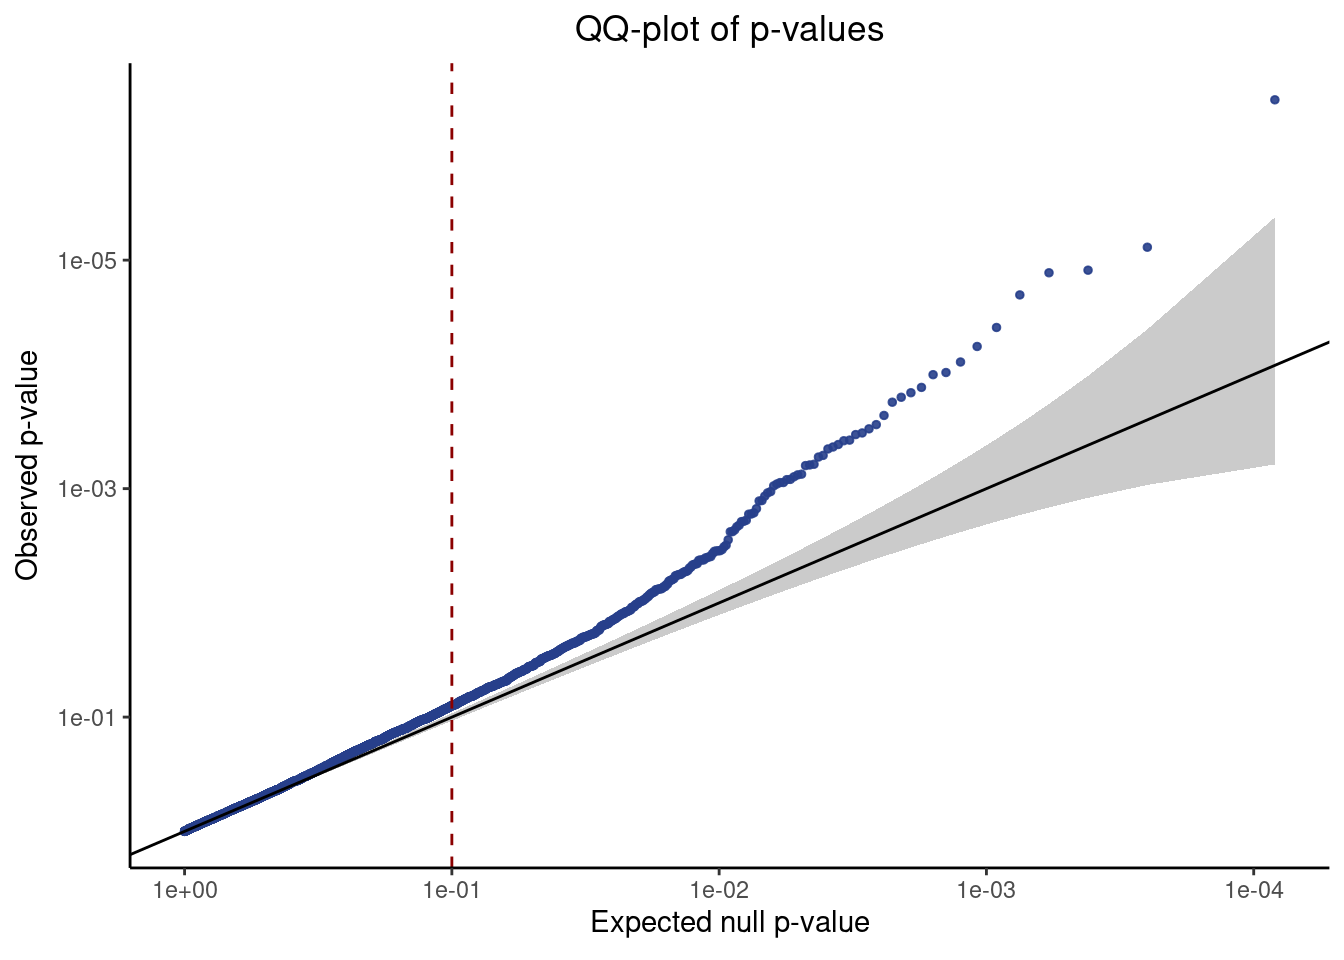 QQ-plot of p-values
Observed p-value
1e-05
1e-03
1e-01
1e+00 1e-01 1e-02 1e-03 1e-04
Expected null p-value